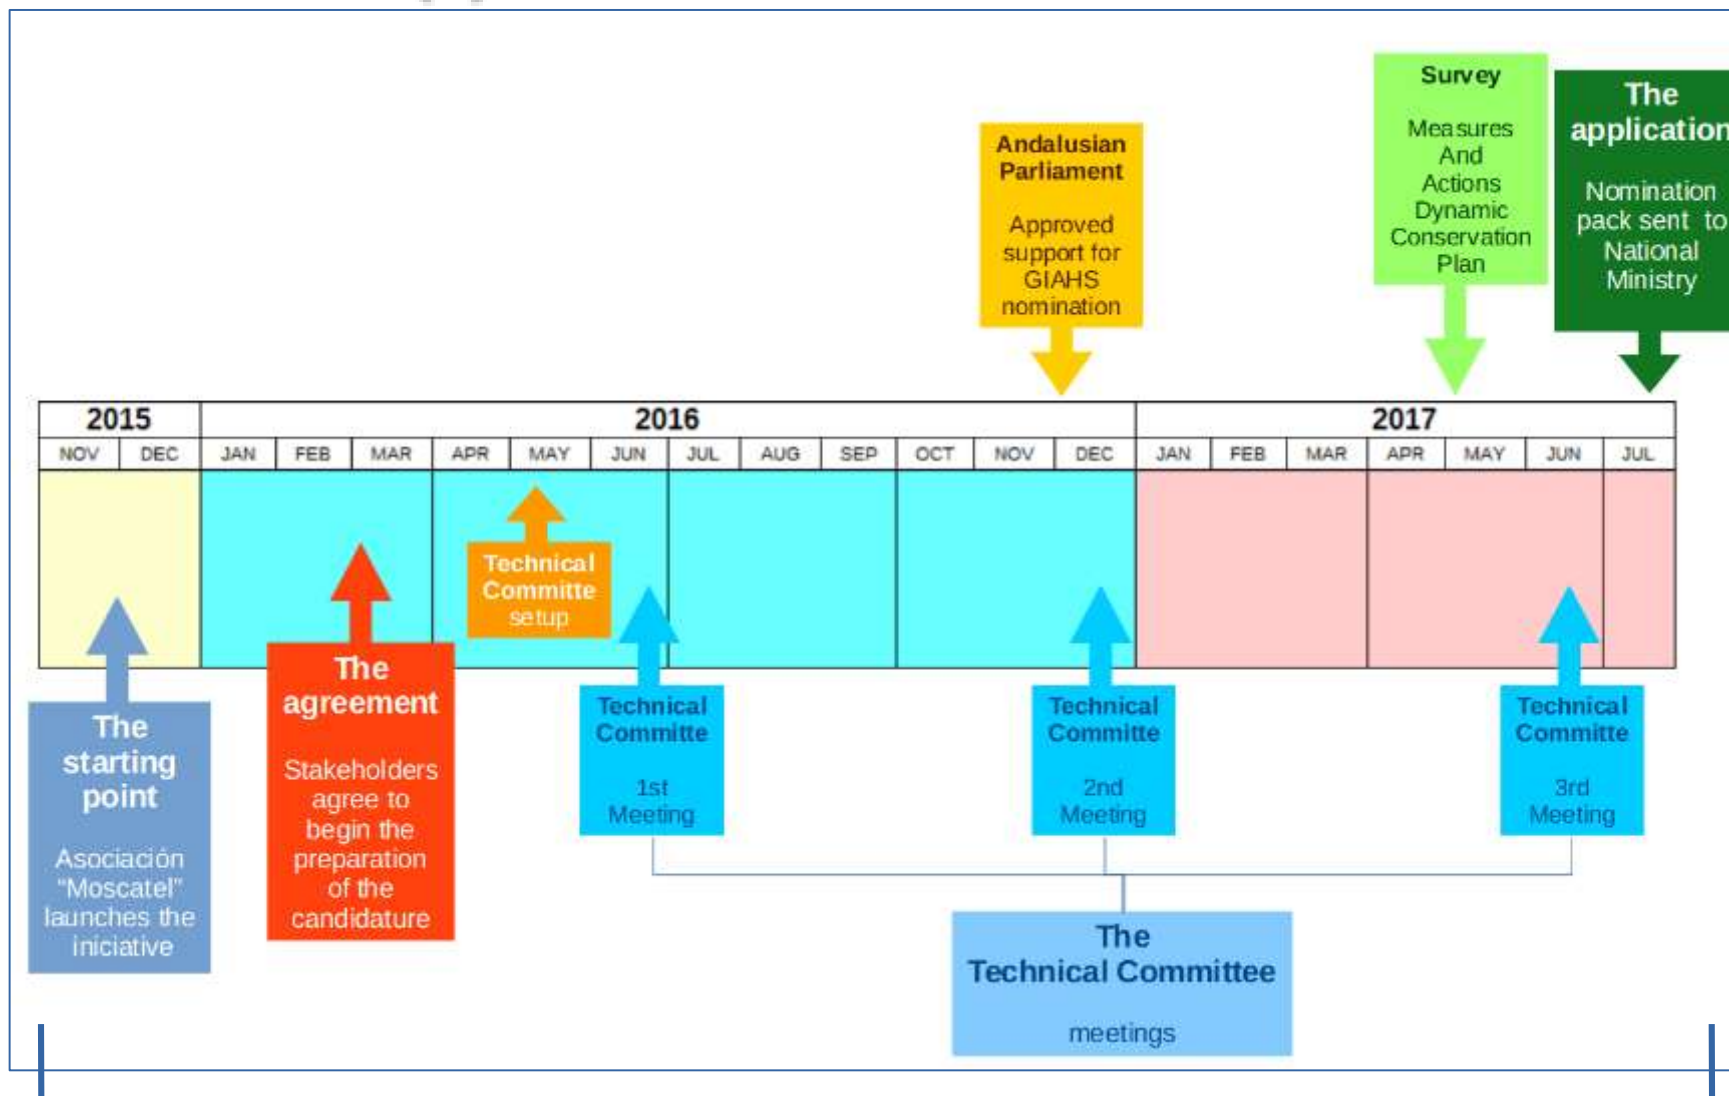 Survey
Measures
And
Actions
Dynamic
Conservation
Plan
The
application
Nomination
pack sent to
National
Ministry
Andalusian
Parliament
Approved
support for
GIAHS
nomination
2015
2016
2017
NOV DEC JAN FEB MAR APR MAY JUN JUL AUG SEP OCT NOV DEC JAN FEB MAR APR MAY JUN JUL
Technical
Committe
setup
The
starting
point
Asociación
“Moscatel”
launches the
iniciative
The
agreement
Stakeholders
agree to
begin the
preparation
of the
candidature
Technical
Committe
1st
Meeting
Technical
Committe
2nd
Meeting
Technical
Committe
3rd
Meeting
The
Technical Committee
meetings